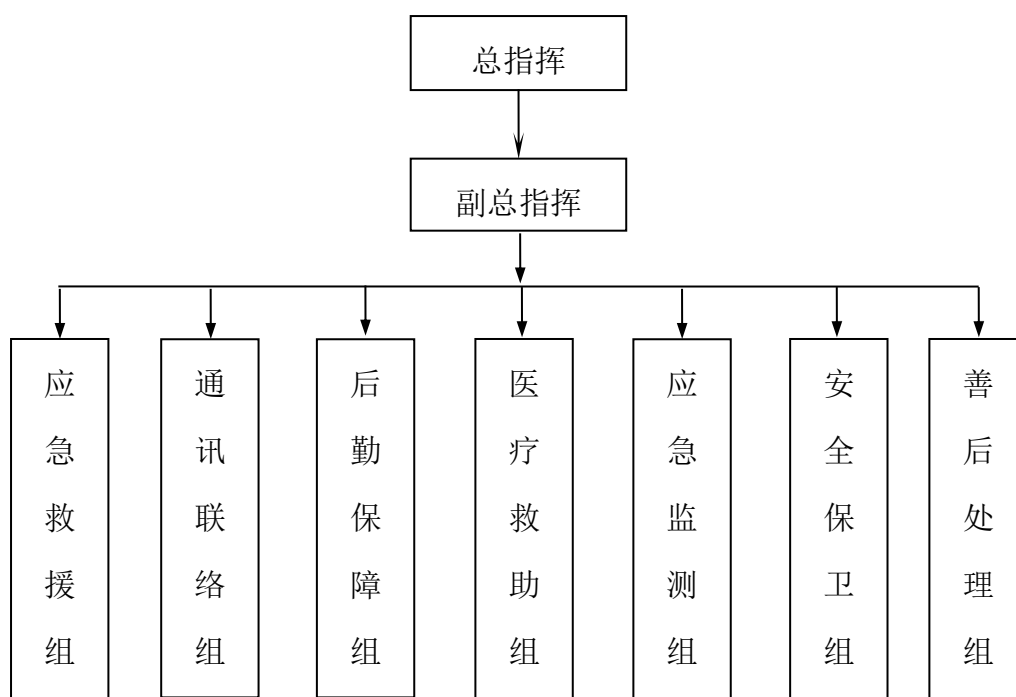 总指挥
副总指挥
应急救援组
通讯联络组
后勤保障组
医疗救助组
应急监测组
安全保卫组
善后处理组